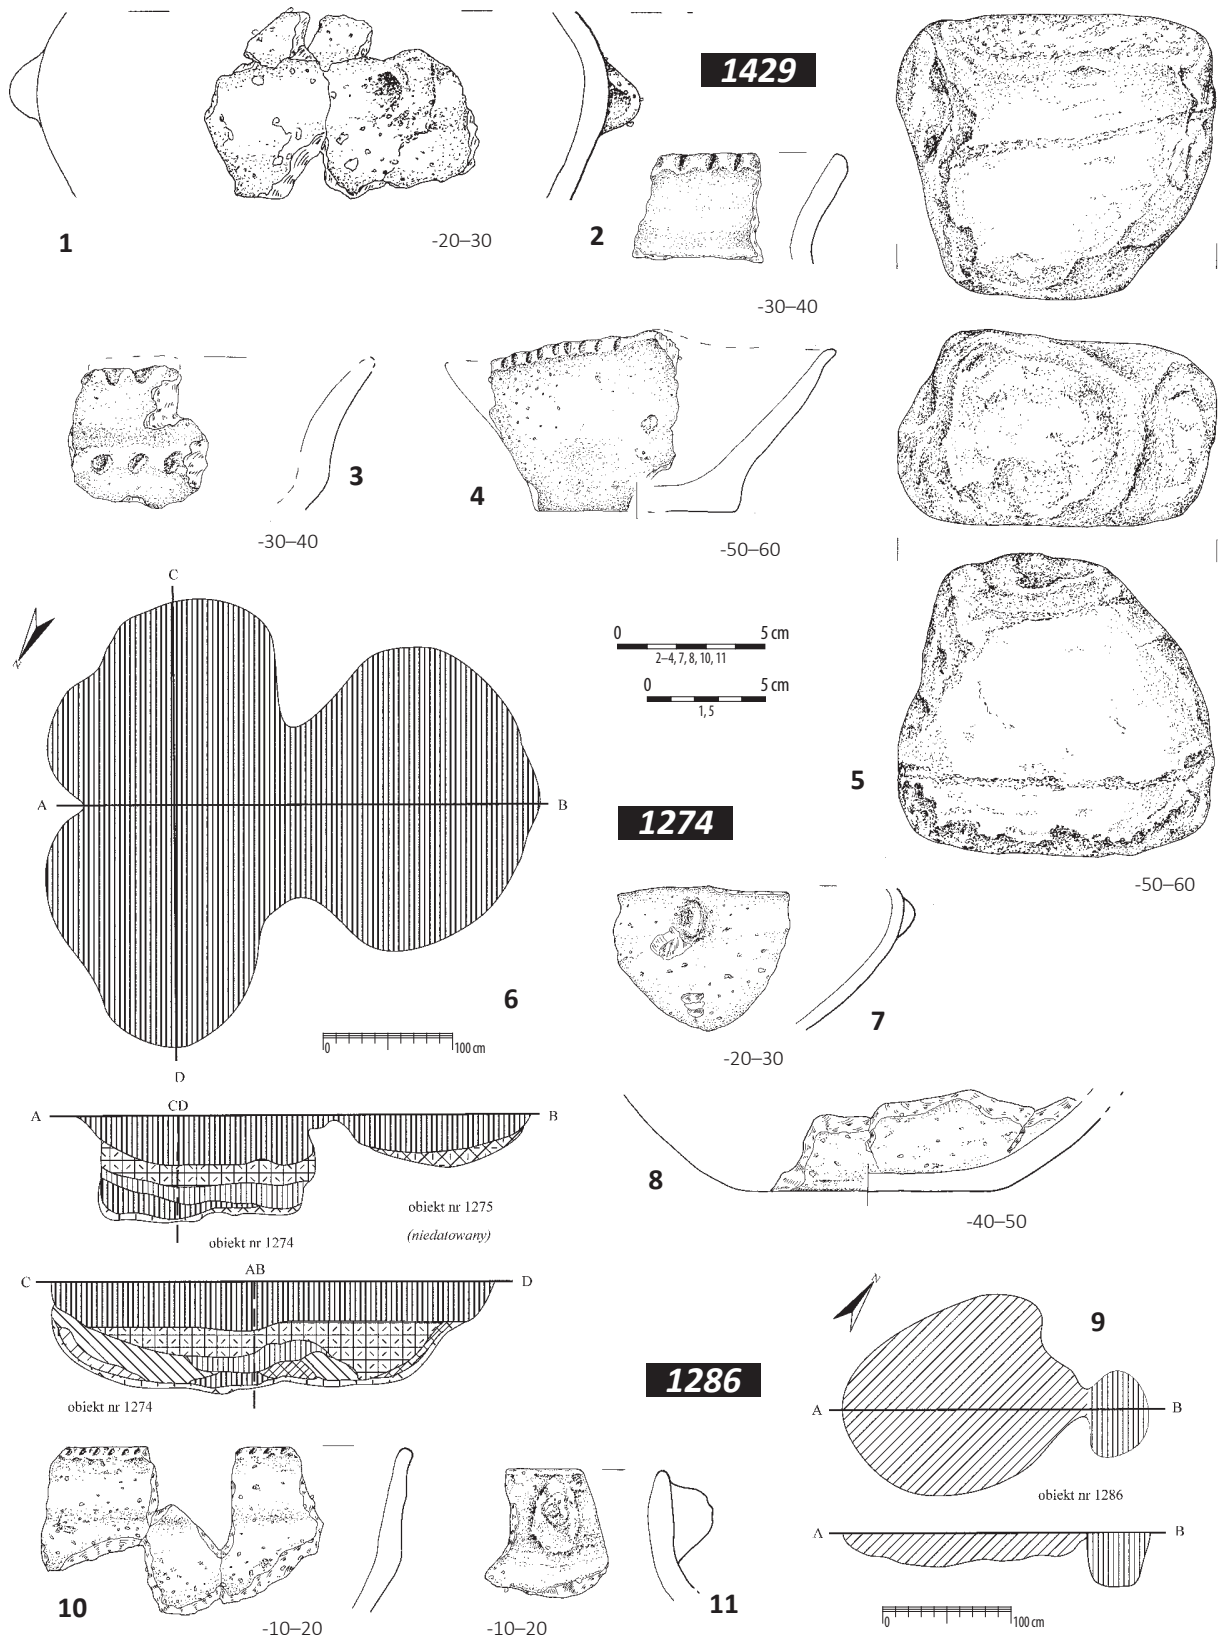 1429
1
-20–30
2
-30–40
3
-30–40
4
-50–60
C
N
0 5 cm
2–4, 7, 8, 10, 11
0 5 cm
1, 5
5
-50–60
A
B
1274
6
0 100 cm
D
7
-20–30
A
CD
B
obiekt nr 1275
(niedatowany)
obiekt nr 1274
8
-40–50
C
AB
D
obiekt nr 1274
1286
N
9
A
B
obiekt nr 1286
A
B
10
-10–20
11
-10–20
0 100 cm